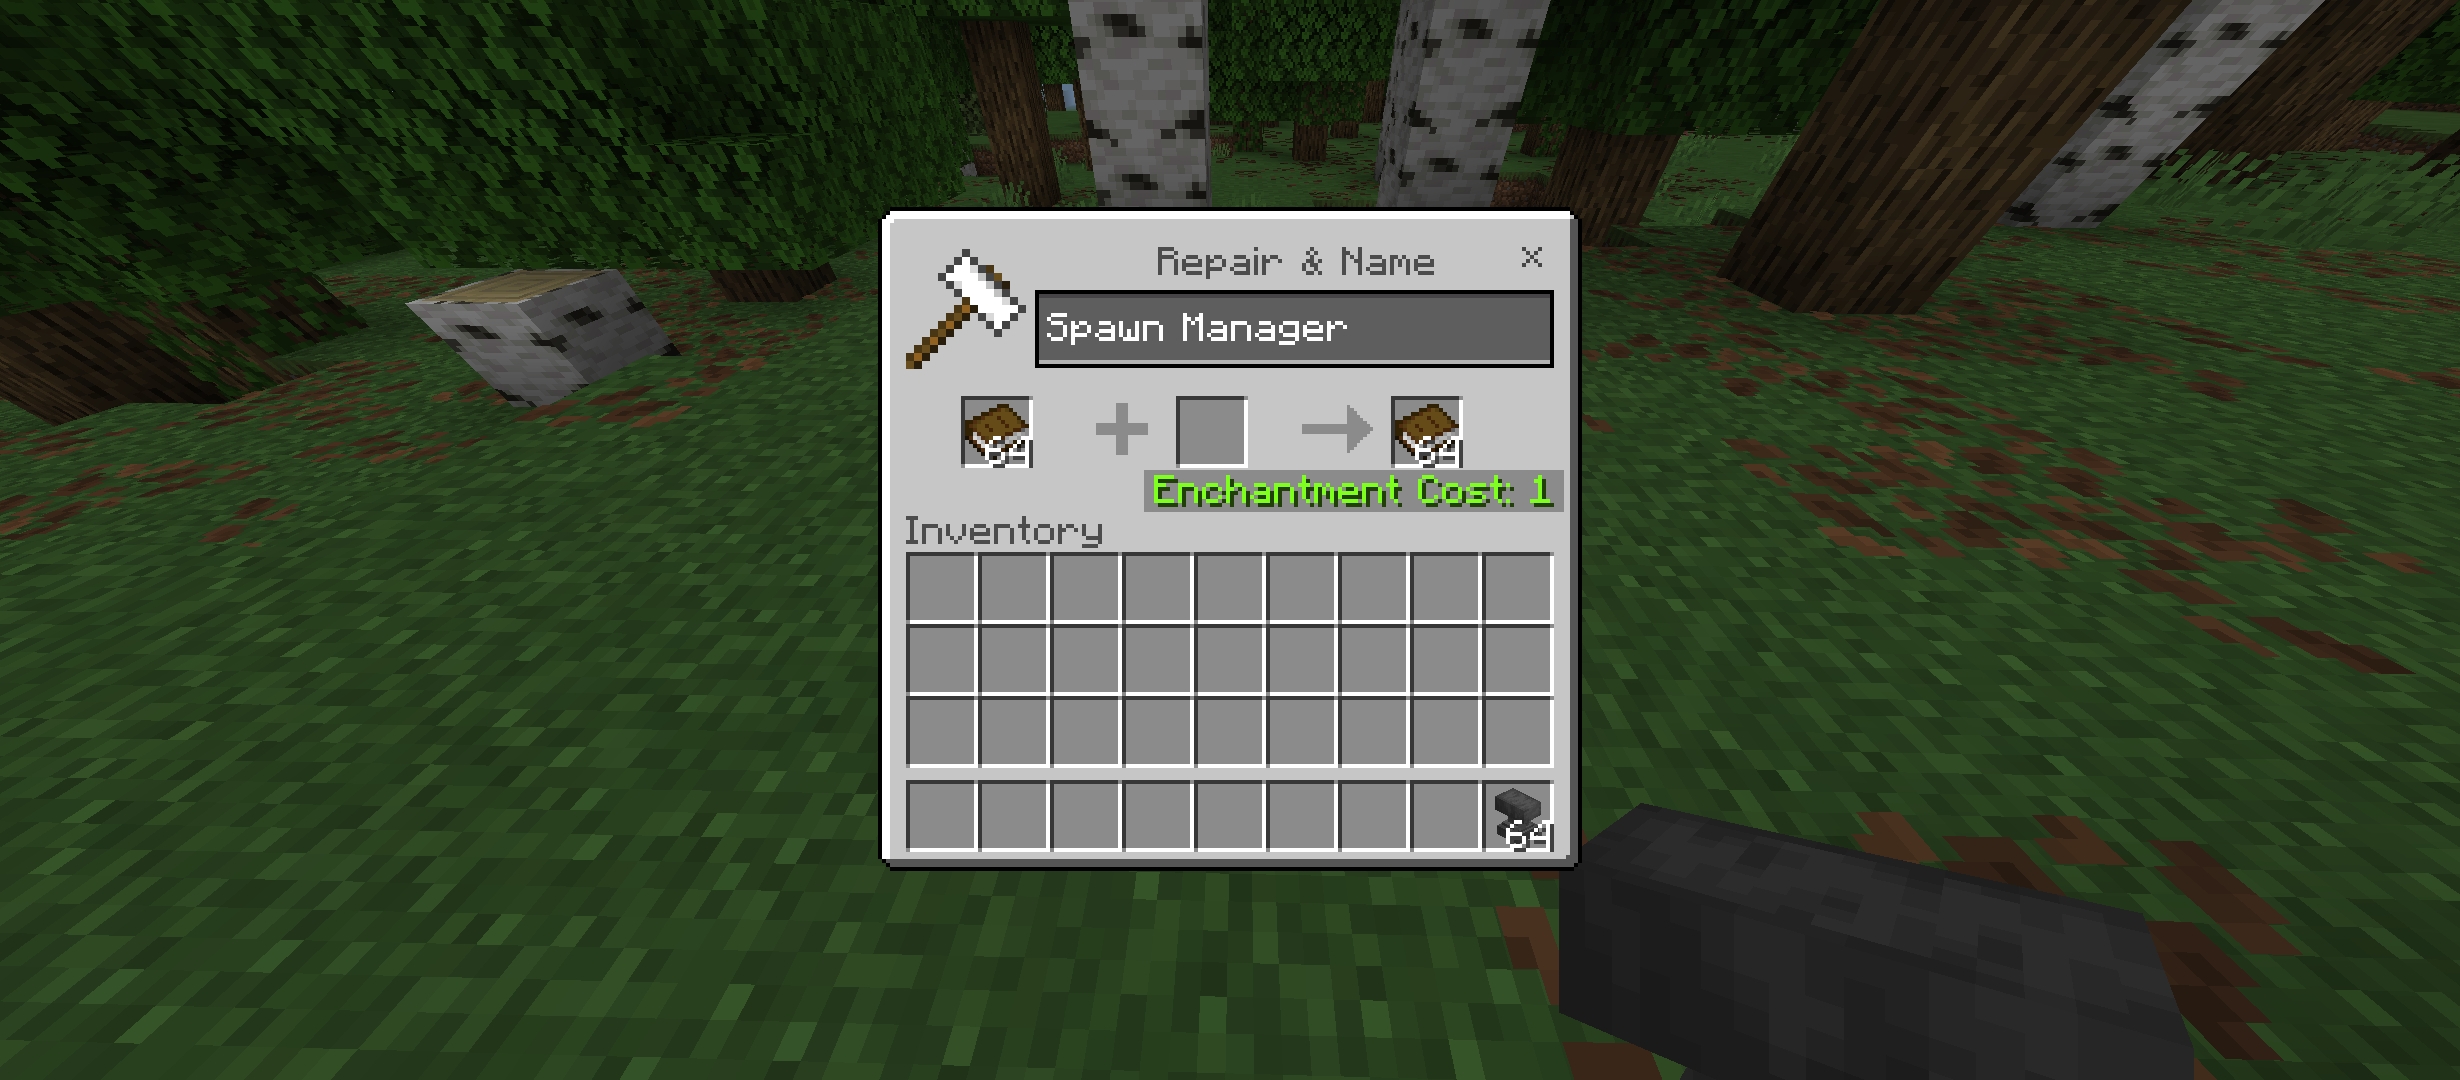 Repair & Name
Spawn Manager
64
64
Enchantment Cost: 1
Inventory
64